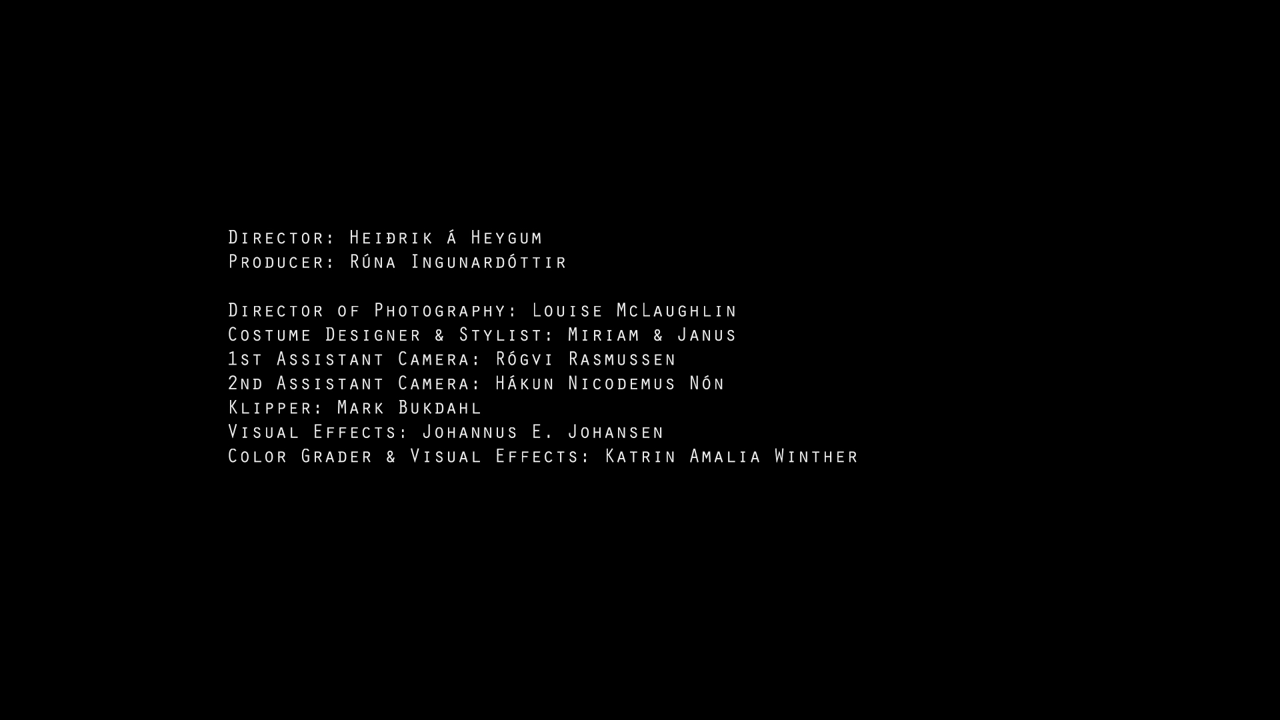 Director: Heiðrik á Heygum
Producer: Rúna Ingunardóttir
Director of Photography: Louise McLaughlin
Costume Designer & Stylist: Miriam & Janus
1st Assistant Camera: Rógvi Rasmussen
2nd Assistant Camera: Hákun Nicodemus Nón
Klipper: Mark Bukdahl
Visual Effects: Johannus E. Johansen
Color Grader & Visual Effects: Katrin Amalia Winther